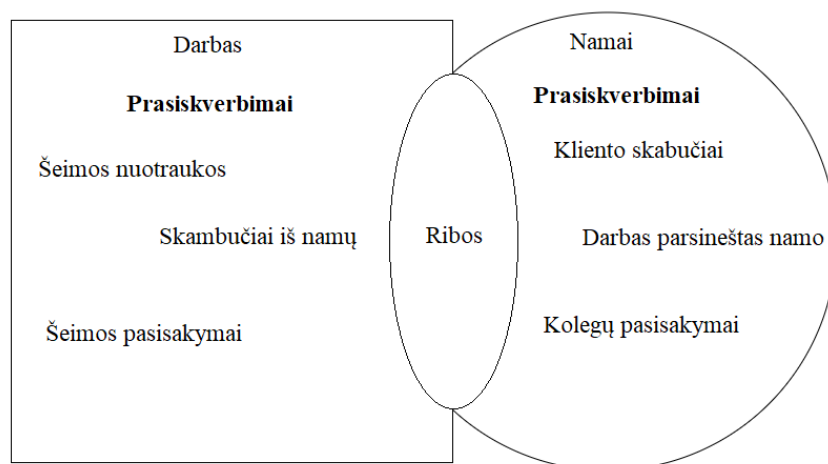 Darbas
Prasiskverbimai
Šeimos nuotraukos
Skambučiai iš namų
Šeimos pasisakymai
Ribos
Namai
Prasiskverbimai
Kliento skabučiai
Darbas parsineštas namo
Kolegų pasisakymai